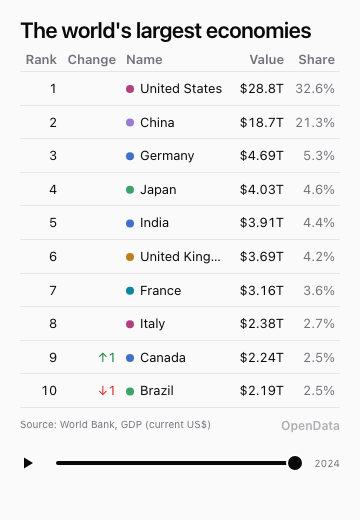 The world's largest economies
Rank Change Name Value Share
1 United States $28.8T 32.6%
2 China $18.7T 21.3%
3 Germany $4.69T 5.3%
4 Japan $4.03T 4.6%
5 India $3.91T 4.4%
6 United King... $3.69T 4.2%
7 France $3.16T 3.6%
8 Italy $2.38T 2.7%
9 ↑1 Canada $2.24T 2.5%
10 ↓1 Brazil $2.19T 2.5%
Source: World Bank, GDP (current US$) OpenData
2024